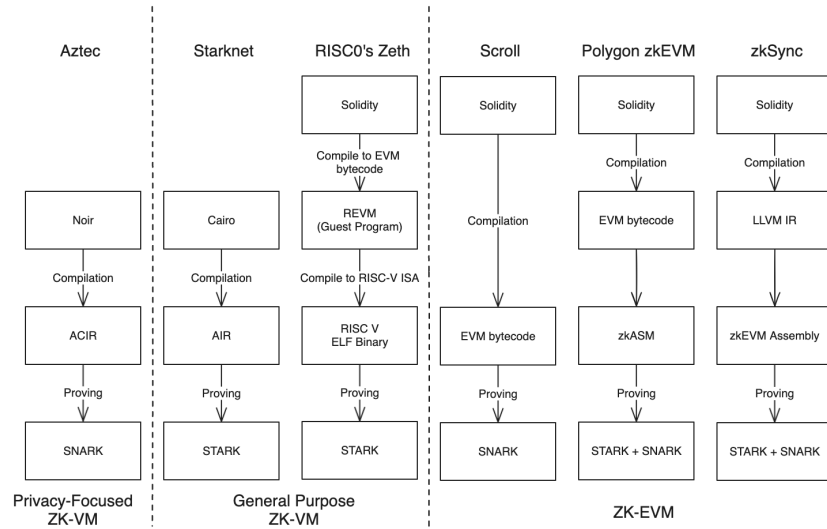 Aztec
Starknet
RISC0's Zeth
Scroll
Polygon zkEVM
zkSync
Solidity
Solidity
Solidity
Solidity
Compile to EVM
bytecode
Compilation
Compilation
Noir
Cairo
REVM
(Guest Program)
Compilation
EVM bytecode
LLVM IR
Compilation
Compilation
Compile to RISC-V ISA
ACIR
AIR
RISC V
ELF Binary
EVM bytecode
zkASM
zkEVM Assembly
Proving
Proving
Proving
Proving
Proving
Proving
SNARK
STARK
STARK
SNARK
STARK + SNARK
STARK + SNARK
Privacy-Focused
ZK-VM
General Purpose
ZK-VM
ZK-EVM